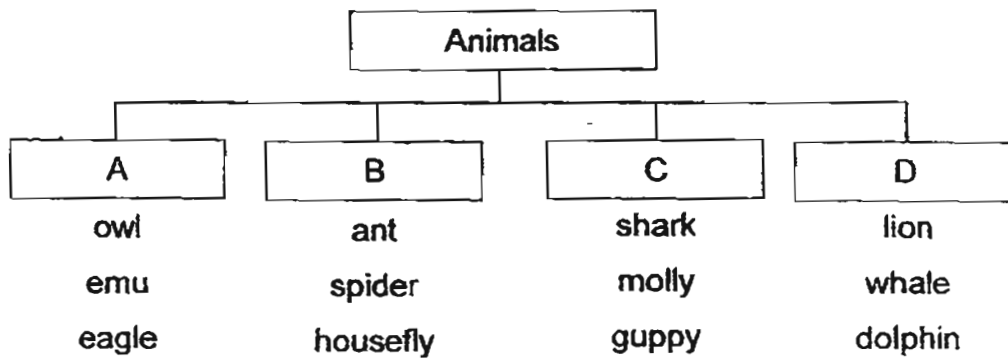 Animals
A B C D
owl ant shark lion
emu spider molly whale
eagle housefly guppy dolphin